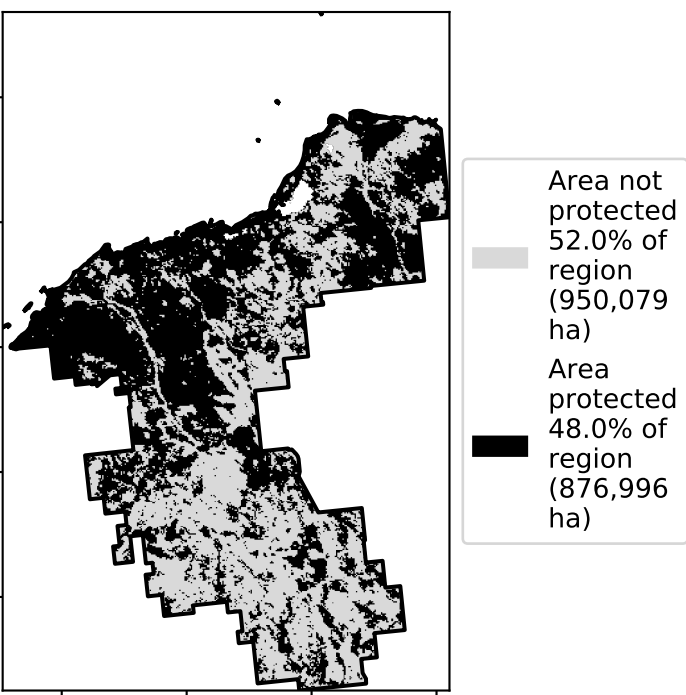 Area not
protected
52.0% of
region
(950,079
ha)
Area
protected
48.0% of
region
(876,996
ha)